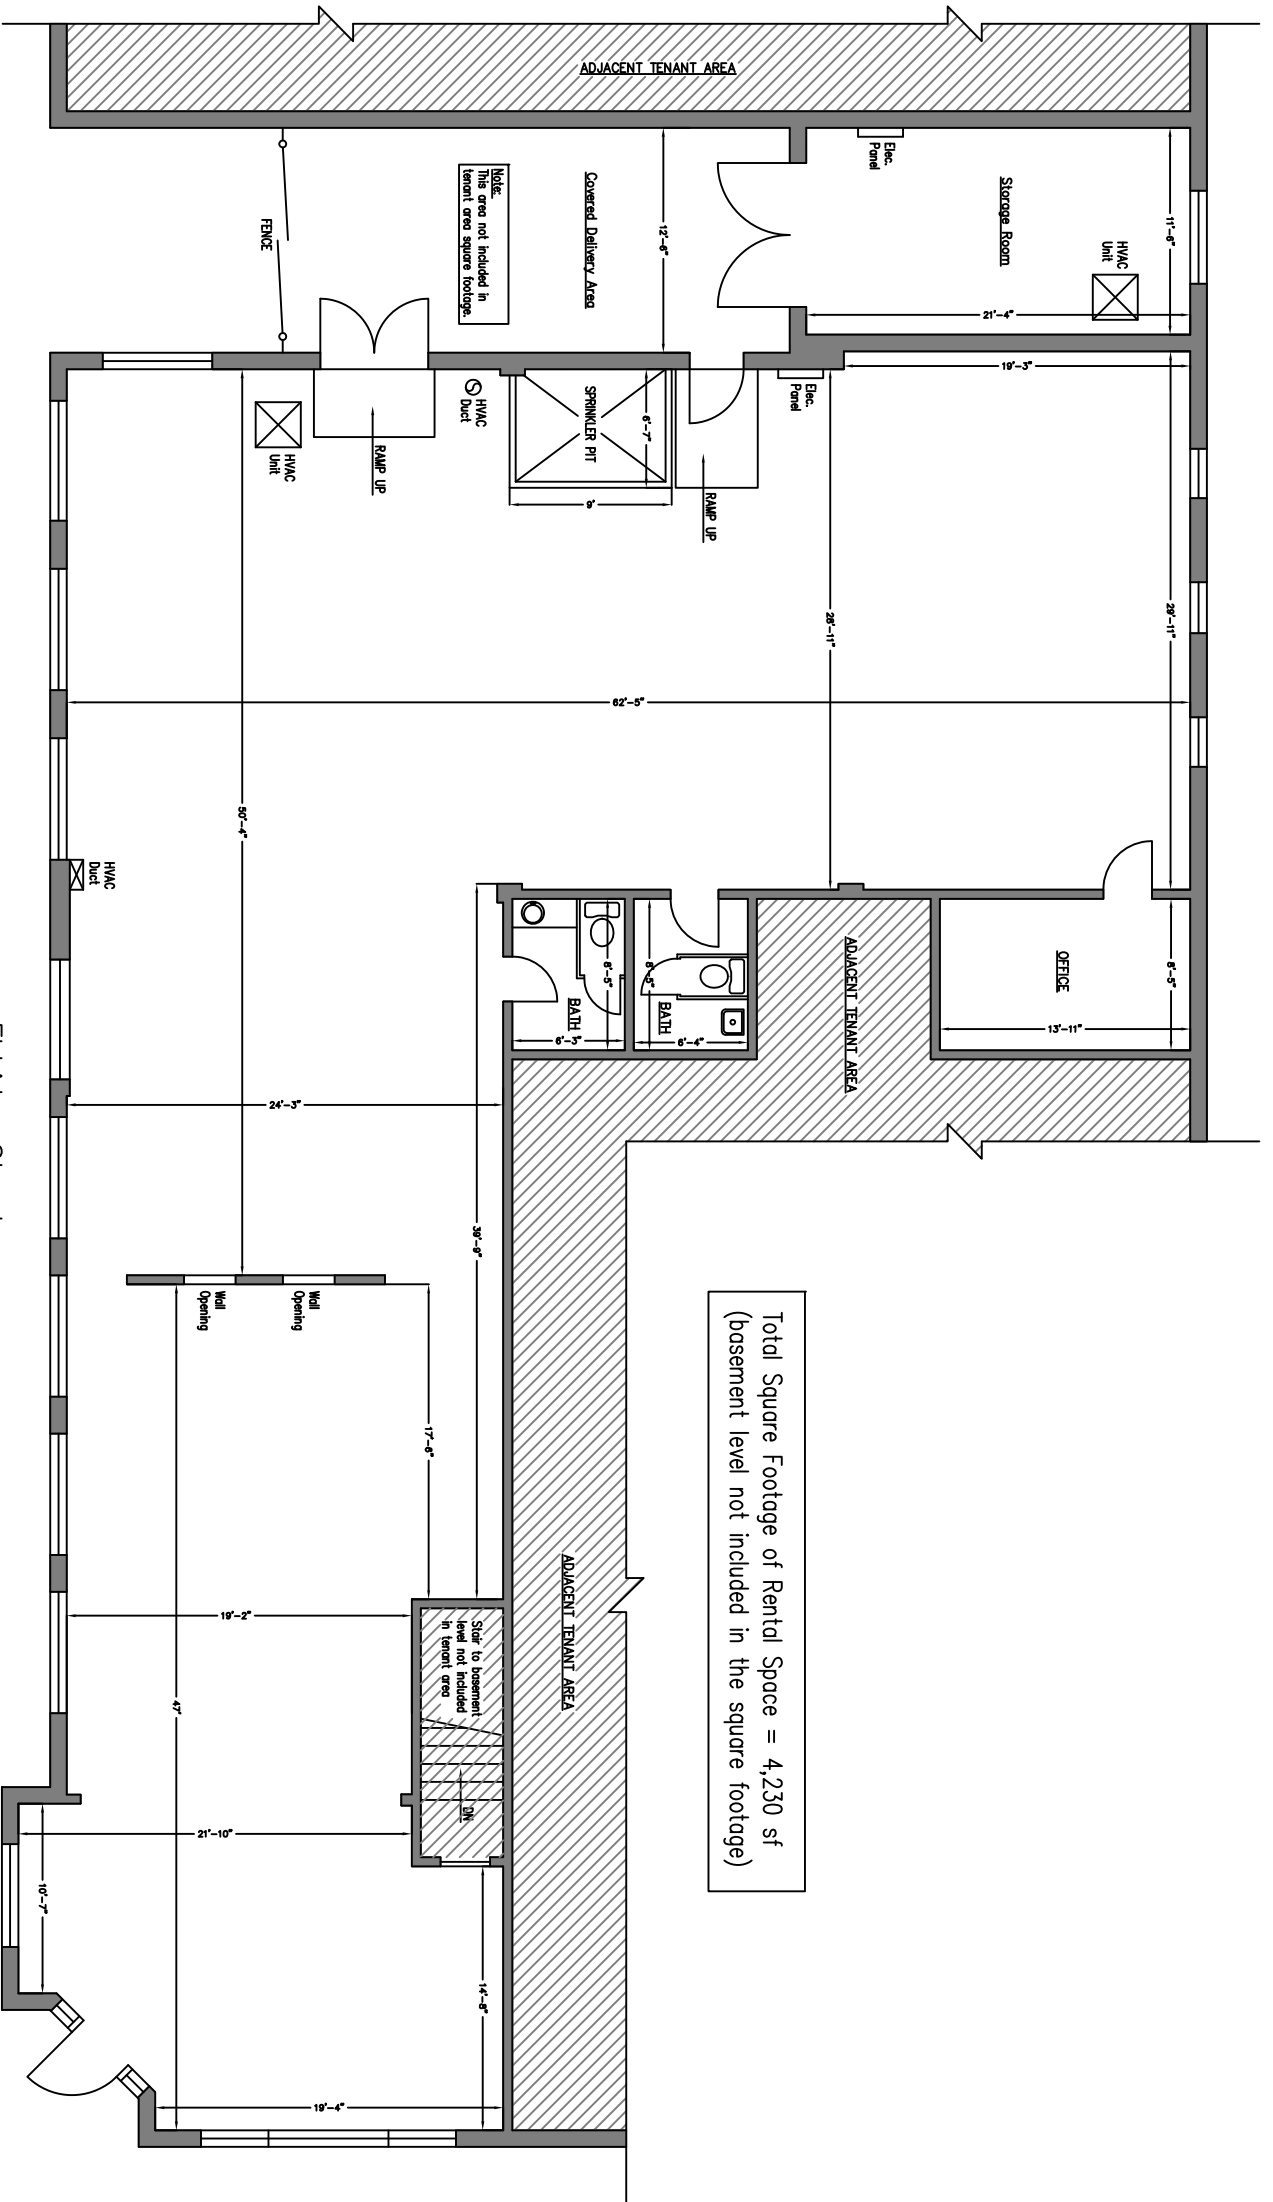 ADJACENT TENANT AREA
Elec.
Panel
Storage Room
11'-6"
HVAC
Unit
21'-4"
12'-6"
Covered Delivery Area
Note:
This area not included in
tenant area square footage.
FENCE
19'-3"
Elec.
Panel
6'-7"
SPRINKLER PIT
9'
HVAC
Duct
RAMP UP
RAMP UP
HVAC
Unit
28'-11"
29'-11"
62'-5"
50'-4"
HVAC
Duct
OFFICE
8'-5"
13'-11"
ADJACENT TENANT AREA
8'-5"
BATH
6'-4"
8'-5"
BATH
6'-3"
24'-3"
39'-9"
Wall
Opening
Wall
Opening
17'-6"
Total Square Footage of Rental Space = 4,230 sf
(basement level not included in the square footage)
ADJACENT TENANT AREA
19'-2"
Stair to basement
level not included
in tenant area
DN
47'
21'-10"
10'-7"
14'-8"
19'-4"